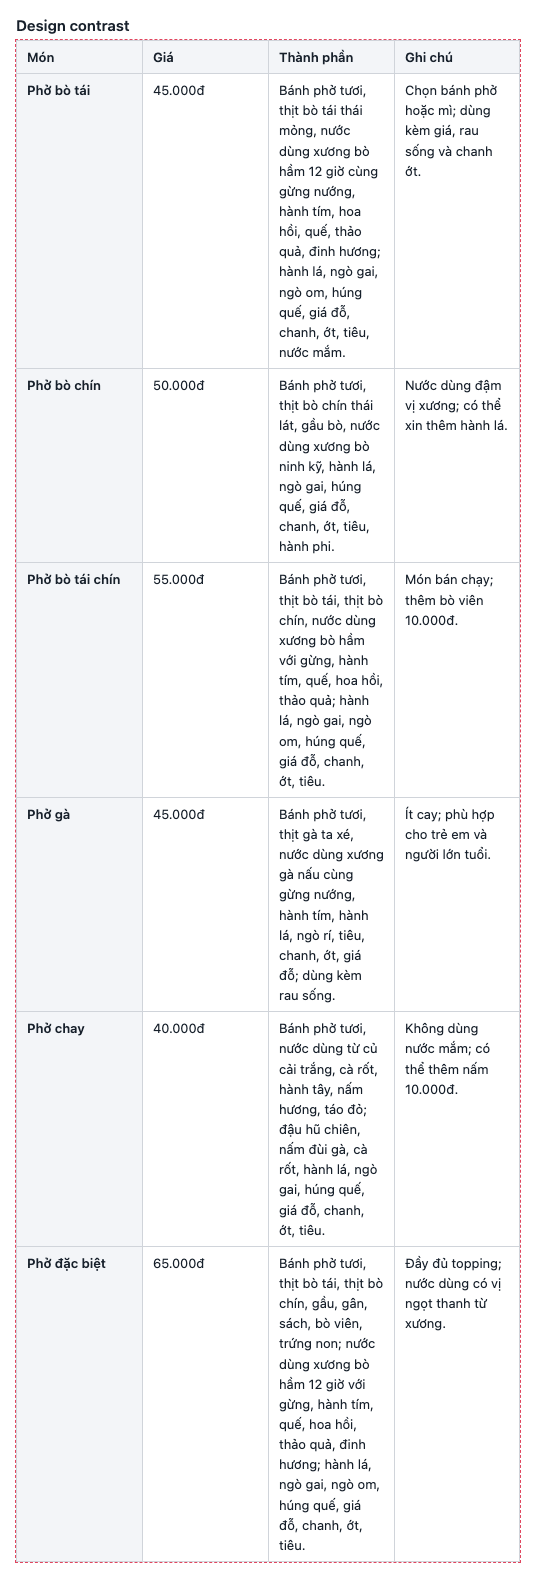 Design contrast
Món
Giá
Thành phần
Ghi chú
Phở bò tái
45.000đ
Bánh phở tươi,
thịt bò tái thái
mỏng, nước
dùng xương bò
hầm 12 giờ cùng
gừng nướng,
hành tím, hoa
hồi, quế, thảo
quả, đinh hương;
hành lá, ngò gai,
ngò om, húng
quế, giá đỗ,
chanh, ớt, tiêu,
nước mắm.
Chọn bánh phở
hoặc mì; dùng
kèm giá, rau
sống và chanh
ớt.
Phở bò chín
50.000đ
Bánh phở tươi,
thịt bò chín thái
lát, gầu bò, nước
dùng xương bò
ninh kỹ, hành lá,
ngò gai, húng
quế, giá đỗ,
chanh, ớt, tiêu,
hành phi.
Nước dùng đậm
vị xương; có thể
xin thêm hành lá.
Phở bò tái chín
55.000đ
Bánh phở tươi,
thịt bò tái, thịt bò
chín, nước dùng
xương bò hầm
với gừng, hành
tím, quế, hoa hồi,
thảo quả; hành
lá, ngò gai, ngò
om, húng quế,
giá đỗ, chanh,
ớt, tiêu.
Món bán chạy;
thêm bò viên
10.000đ.
Phở gà
45.000đ
Bánh phở tươi,
thịt gà ta xé,
nước dùng xương
gà nấu cùng
gừng nướng,
hành tím, hành
lá, ngò rí, tiêu,
chanh, ớt, giá
đỗ; dùng kèm
rau sống.
Ít cay; phù hợp
cho trẻ em và
người lớn tuổi.
Phở chay
40.000đ
Bánh phở tươi,
nước dùng từ củ
cải trắng, cà rốt,
hành tây, nấm
hương, táo đỏ;
đậu hũ chiên,
nấm đùi gà, cà
rốt, hành lá, ngò
gai, húng quế,
giá đỗ, chanh,
ớt, tiêu.
Không dùng
nước mắm; có
thể thêm nấm
10.000đ.
Phở đặc biệt
65.000đ
Bánh phở tươi,
thịt bò tái, thịt bò
chín, gầu, gân,
sách, bò viên,
trứng non; nước
dùng xương bò
hầm 12 giờ với
gừng, hành tím,
quế, hoa hồi,
thảo quả, đinh
hương; hành lá,
ngò gai, ngò om,
húng quế, giá
đỗ, chanh, ớt,
tiêu.
Đầy đủ topping;
nước dùng có vị
ngọt thanh từ
xương.